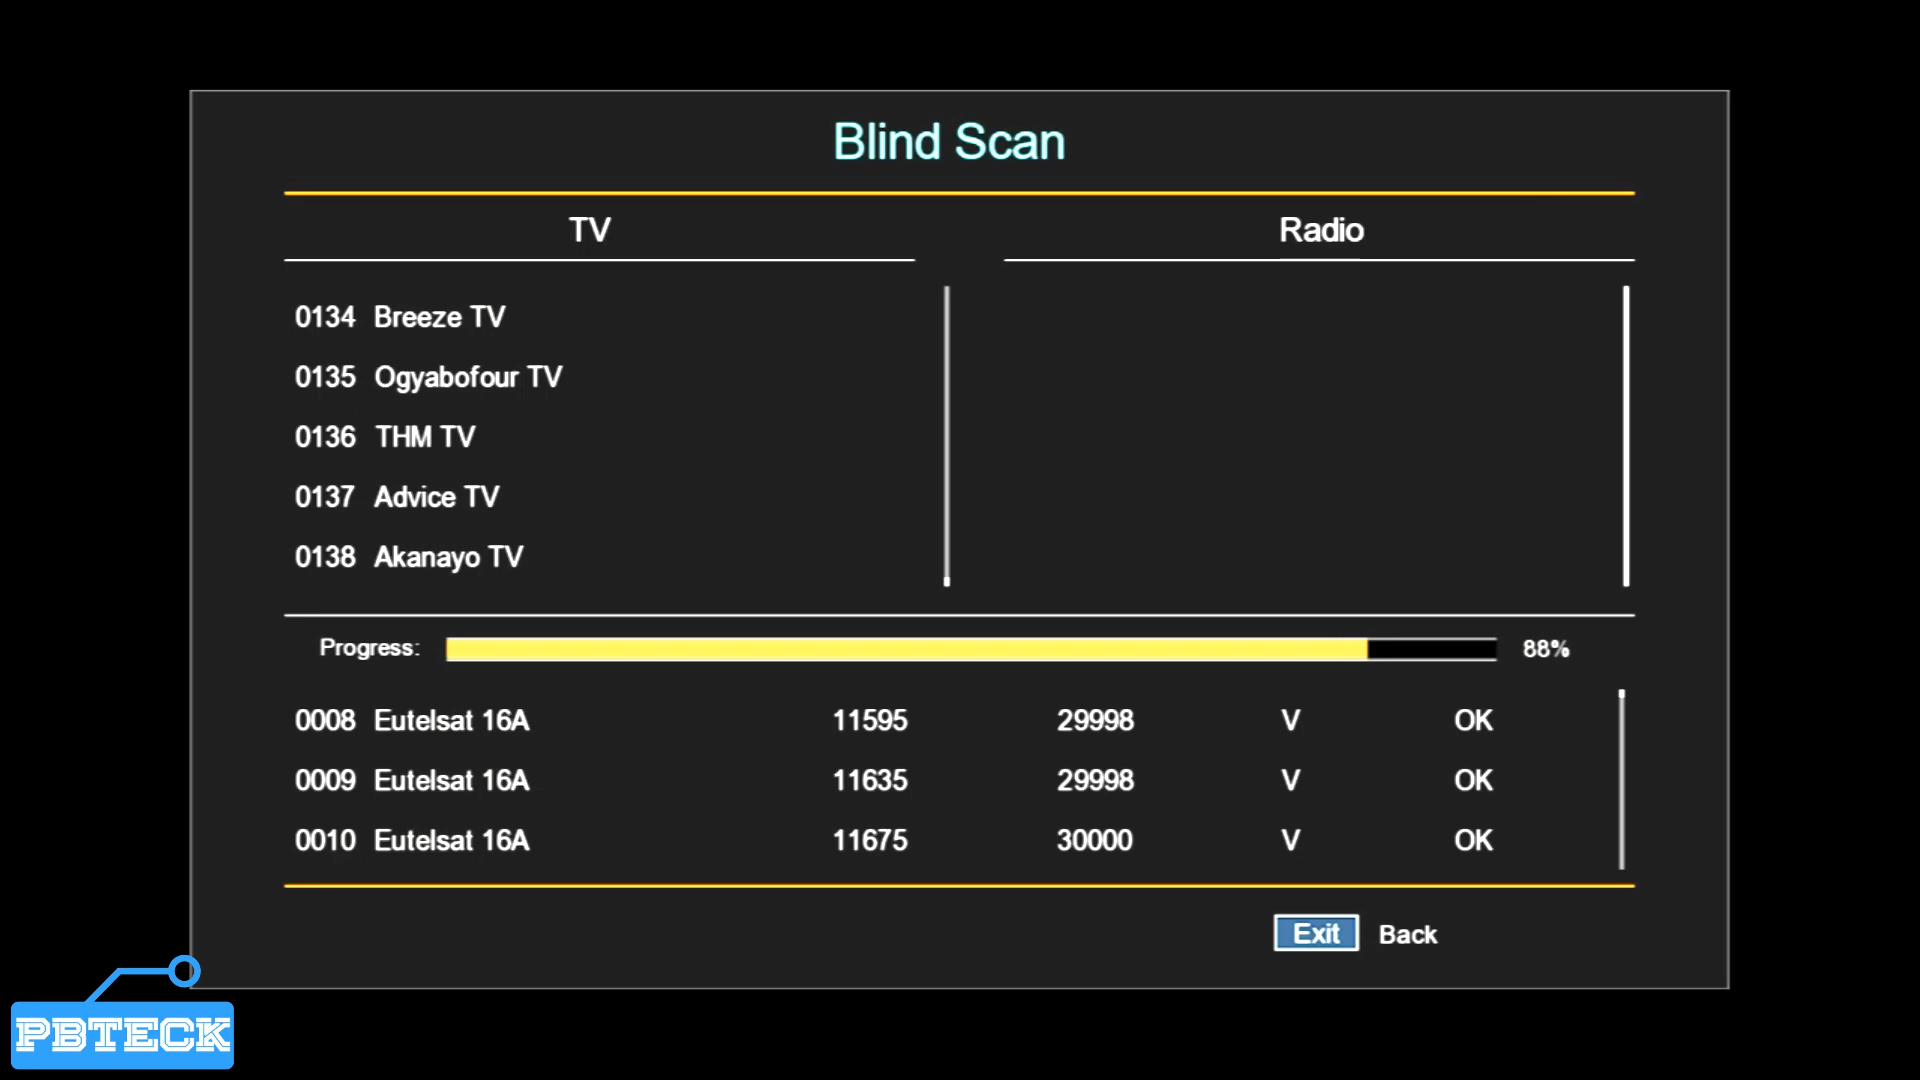 Blind Scan
TV
Radio
0134 Breeze TV
0135 Ogyabofour TV
0136 THM TV
0137 Advice TV
0138 Akanayo TV
Progress: 88%
0008 Eutelsat 16A 11595 29998 V OK
0009 Eutelsat 16A 11635 29998 V OK
0010 Eutelsat 16A 11675 30000 V OK
Exit Back
PBTECK